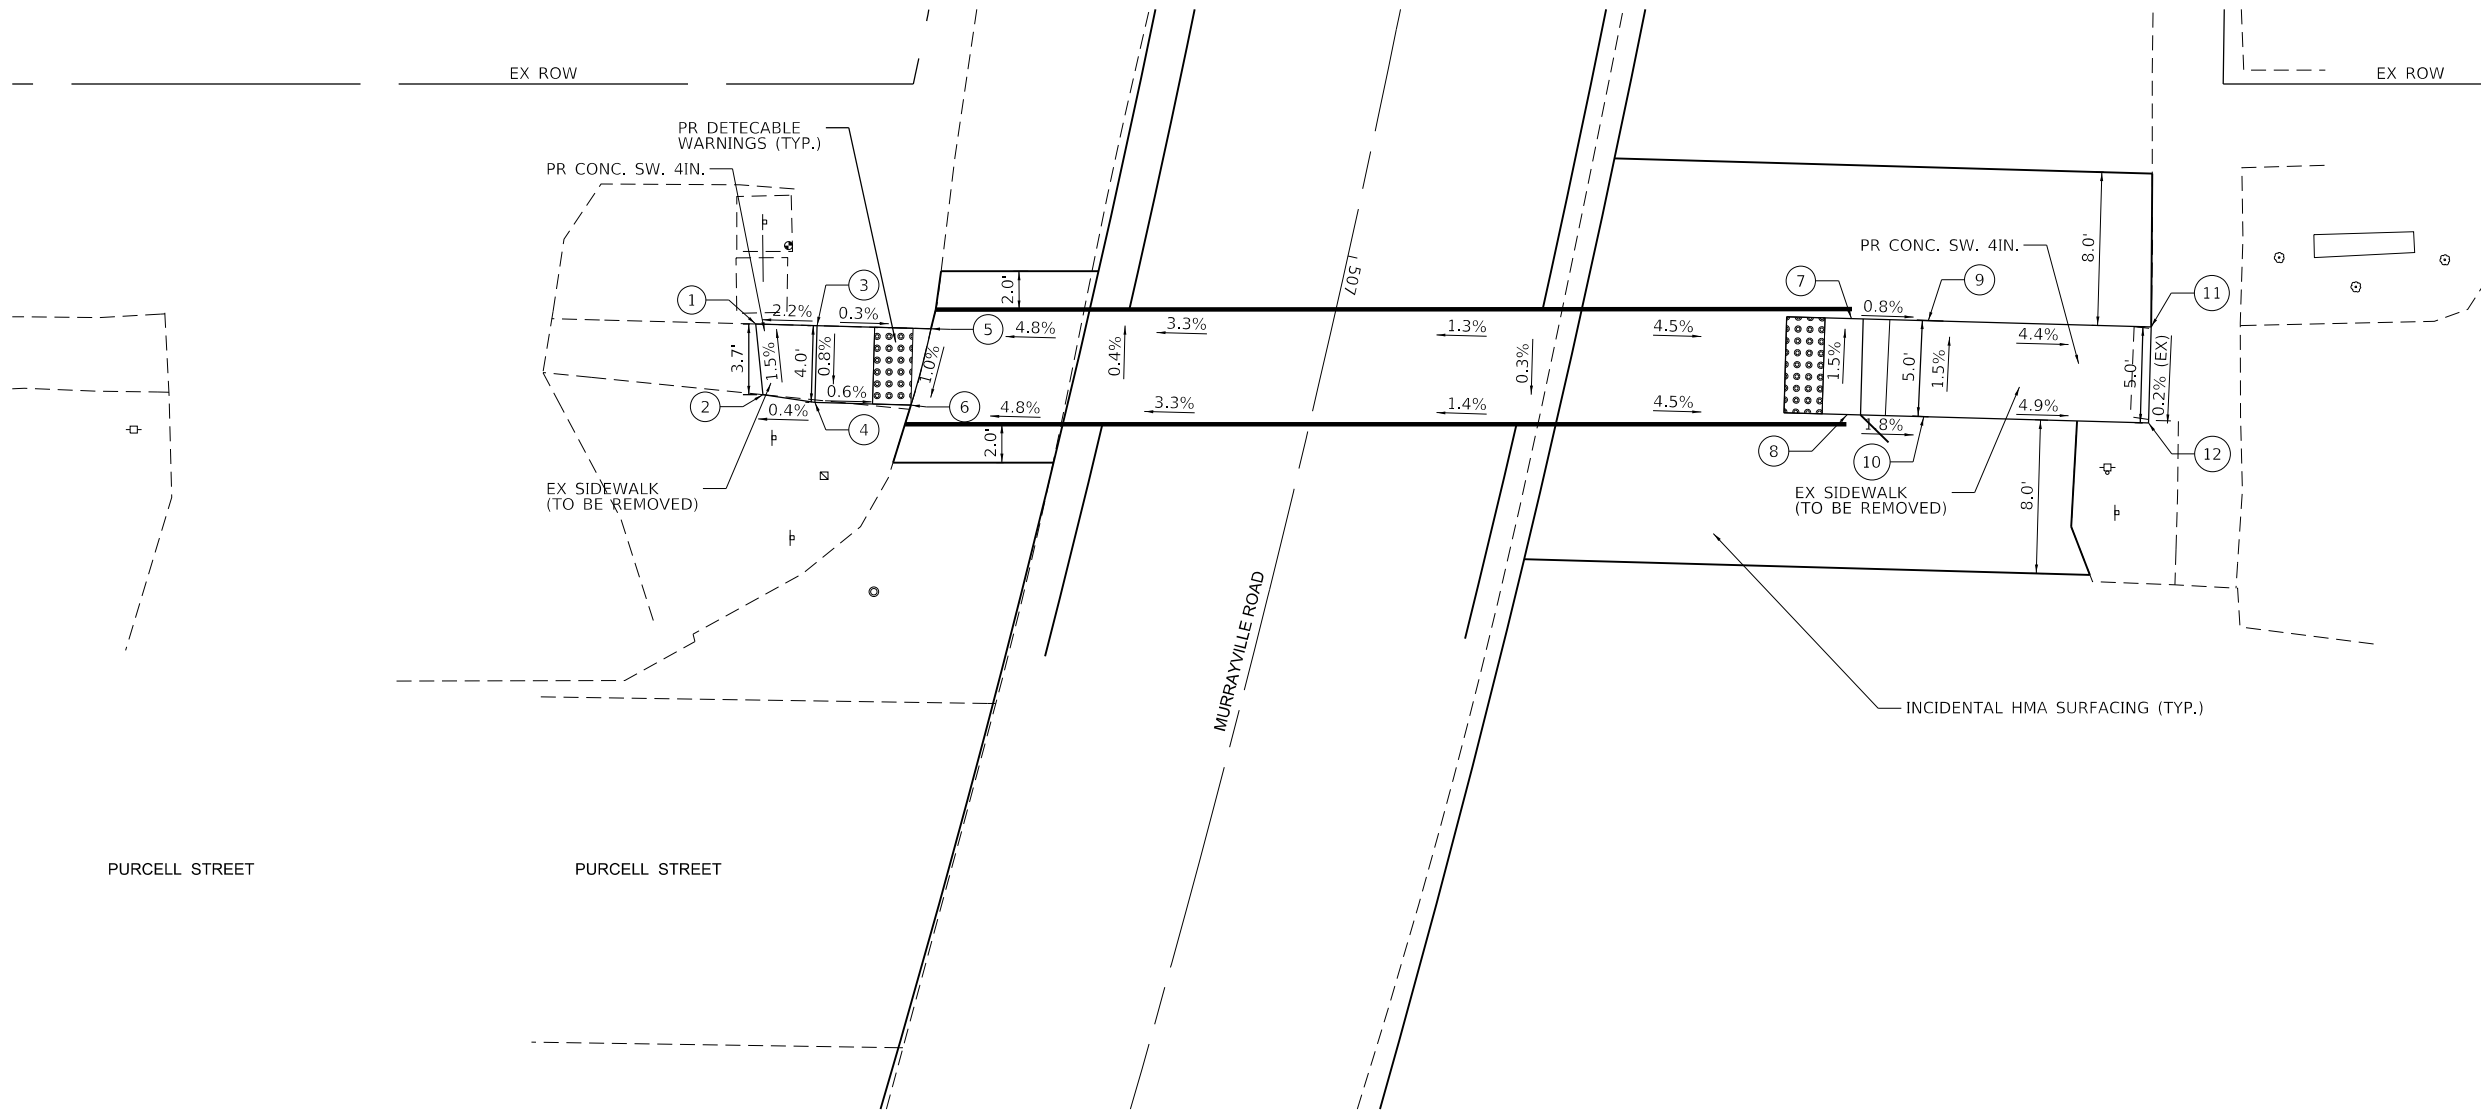 EX ROW
EX ROW
PR DETECABLE
WARNINGS (TYP.)
PR CONC. SW. 4IN.
PR CONC. SW. 4IN.
1
2.2%
3
0.3%
5
4.8%
3.3%
1.3%
4.5%
7
0.8%
9
4.4%
11
2.0'
8.0'
L 507
3.7'
1.5%
4.0'
0.8%
1.0%
0.4%
0.3%
1.5%
5.0'
1.5%
5.0'
0.2% (EX)
2
0.4%
0.6%
4
6
4.8%
3.3%
1.4%
4.5%
1.8%
8
10
4.9%
12
2.0'
8.0'
EX SIDEWALK
(TO BE REMOVED)
EX SIDEWALK
(TO BE REMOVED)
MURRAYVILLE ROAD
INCIDENTAL HMA SURFACING (TYP.)
PURCELL STREET
PURCELL STREET